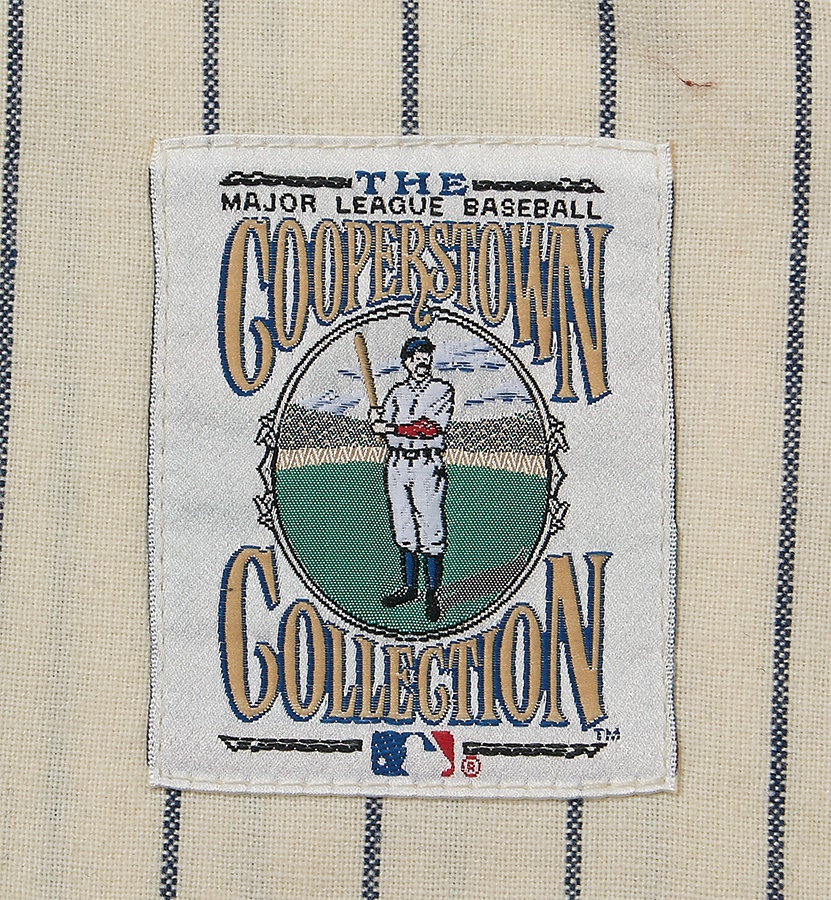 THE
MAJOR LEAGUE BASEBALL
COOPERSTOWN
COLLECTION
TM
®